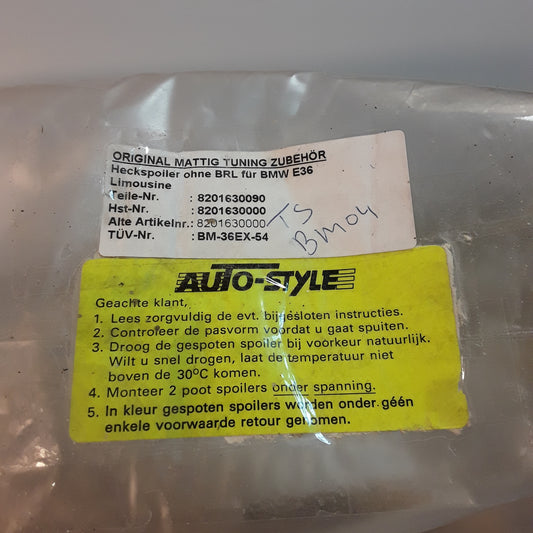 ORIGINAL MATTIG TUNING ZUBEHÖR
Heckspoiler ohne BRL für BMW E36
Limousine
Teile-Nr. : 8201630090
Hst-Nr. : 8201630000
Alte Artikelnr.: 8201630000
TÜV-Nr. : BM-36EX-54
TS
BM04
AUTO-STYLE
Geachte klant,
1. Lees zorgvuldig de evt. bijgesloten instructies.
2. Controleer de pasvorm voordat u gaat spuiten.
3. Droog de gespoten spoiler bij voorkeur natuurlijk.
Wilt u snel drogen, laat de temperatuur niet
boven de 30°C komen.
4. Monteer 2 poot spoilers onder spanning.
5. In kleur gespoten spoilers worden onder géén
enkele voorwaarde retour genomen.